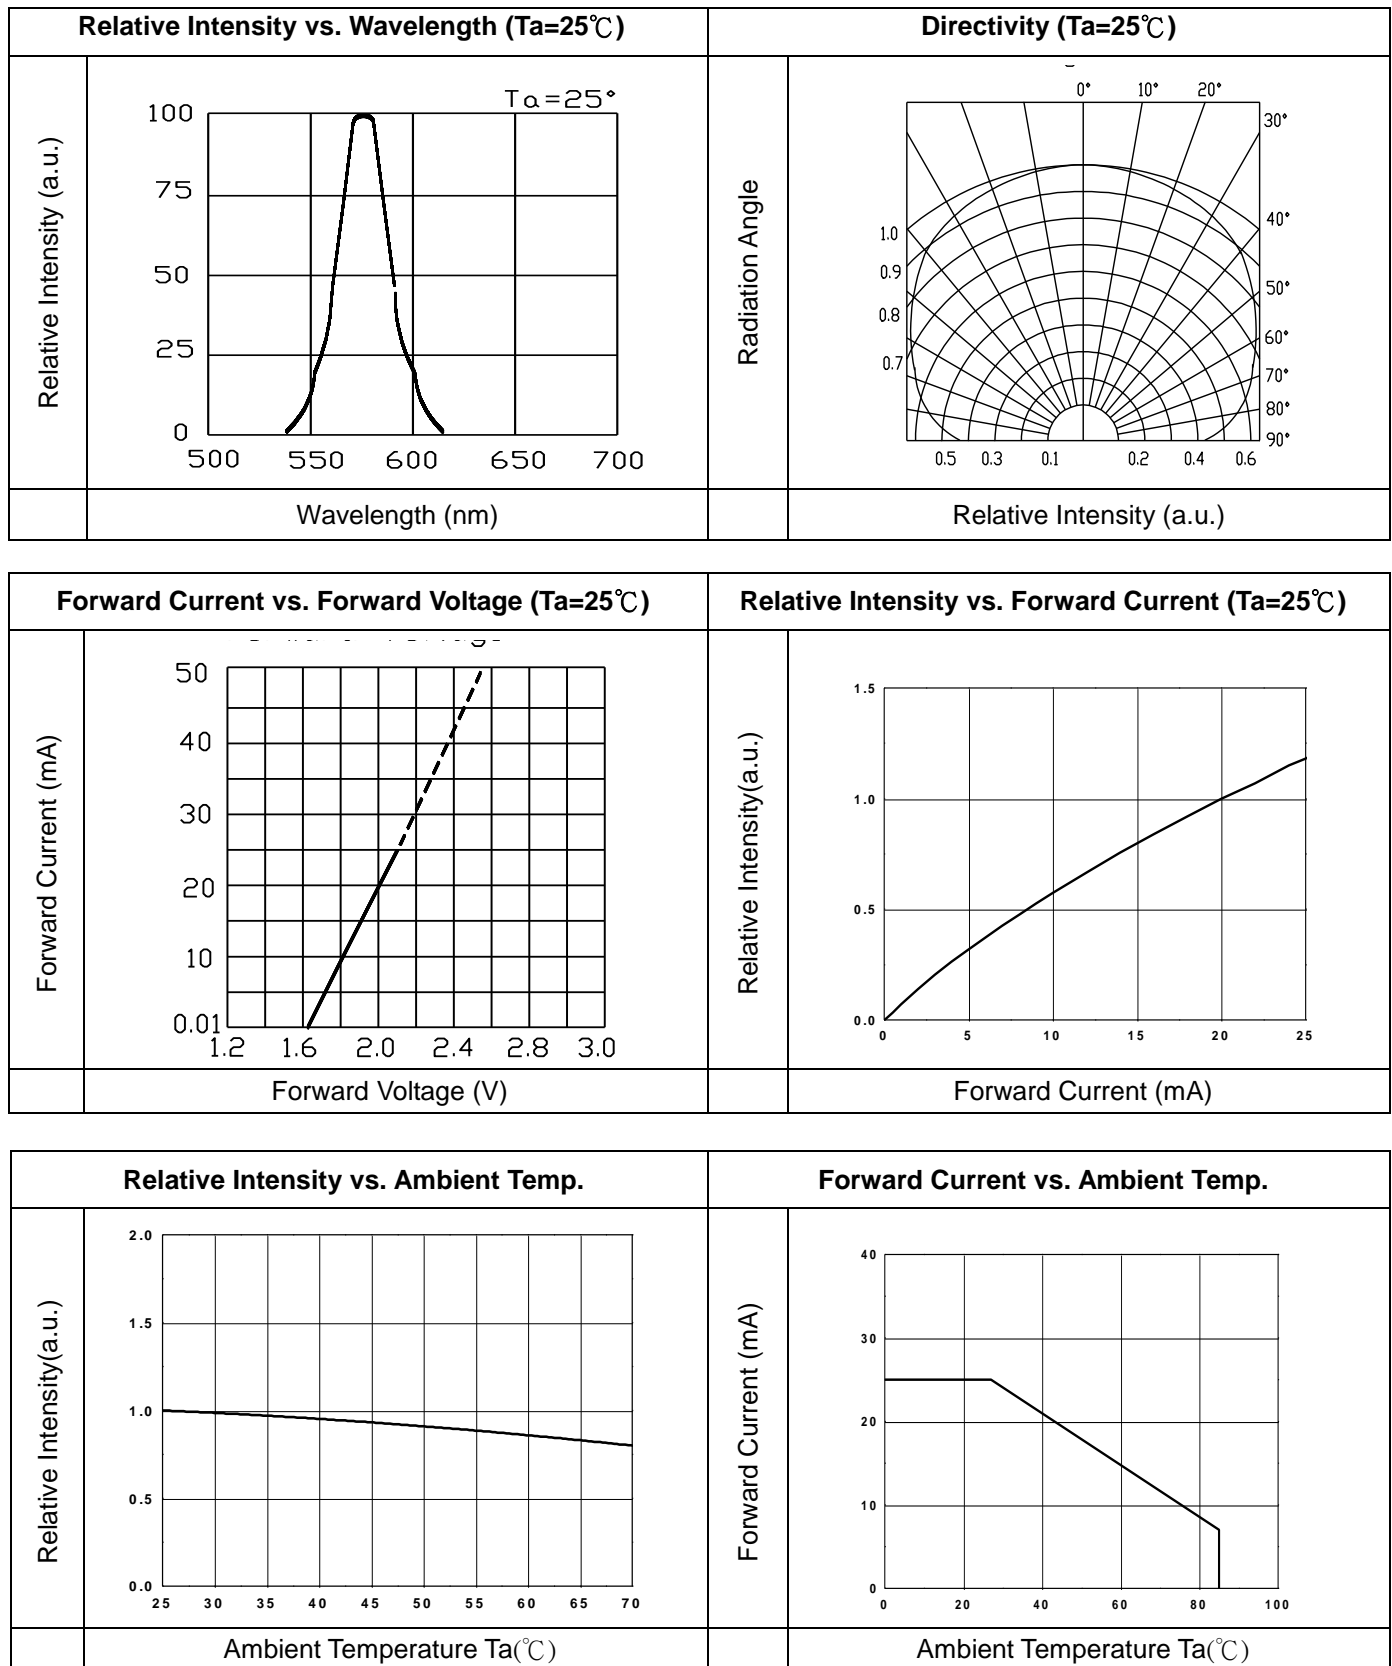 Relative Intensity vs. Wavelength (Ta=25℃)
Directivity (Ta=25℃)
Relative Intensity (a.u.)
Ta=25°
100
75
50
25
0
500 550 600 650 700
Wavelength (nm)
Radiation Angle
0° 10° 20°
30°
40°
50°
60°
70°
80°
90°
1.0
0.9
0.8
0.7
0.5 0.3 0.1 0.2 0.4 0.6
Relative Intensity (a.u.)
Forward Current vs. Forward Voltage (Ta=25℃)
Relative Intensity vs. Forward Current (Ta=25℃)
Forward Current (mA)
50
40
30
20
10
0.01
1.2 1.6 2.0 2.4 2.8 3.0
Forward Voltage (V)
Relative Intensity(a.u.)
1.5
1.0
0.5
0.0
0 5 10 15 20 25
Forward Current (mA)
Relative Intensity vs. Ambient Temp.
Forward Current vs. Ambient Temp.
Relative Intensity(a.u.)
2.0
1.5
1.0
0.5
0.0
25 30 35 40 45 50 55 60 65 70
Ambient Temperature Ta(℃)
Forward Current (mA)
40
30
20
10
0
0 20 40 60 80 100
Ambient Temperature Ta(℃)